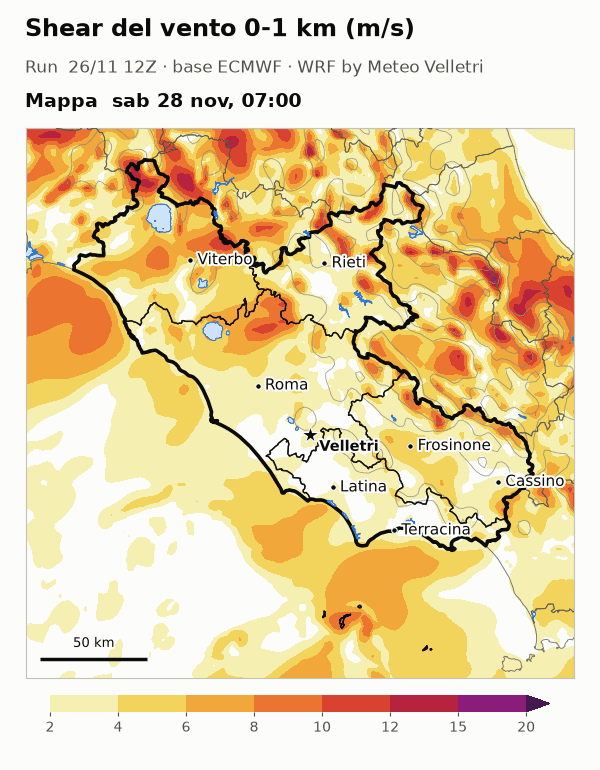 Shear del vento 0-1 km (m/s)
Run  26/11 12Z · base ECMWF · WRF by Meteo Velletri
Mappa  sab 28 nov, 07:00
Viterbo
Rieti
Roma
Velletri
Frosinone
Latina
Cassino
Terracina
50 km
2 4 6 8 10 12 15 20